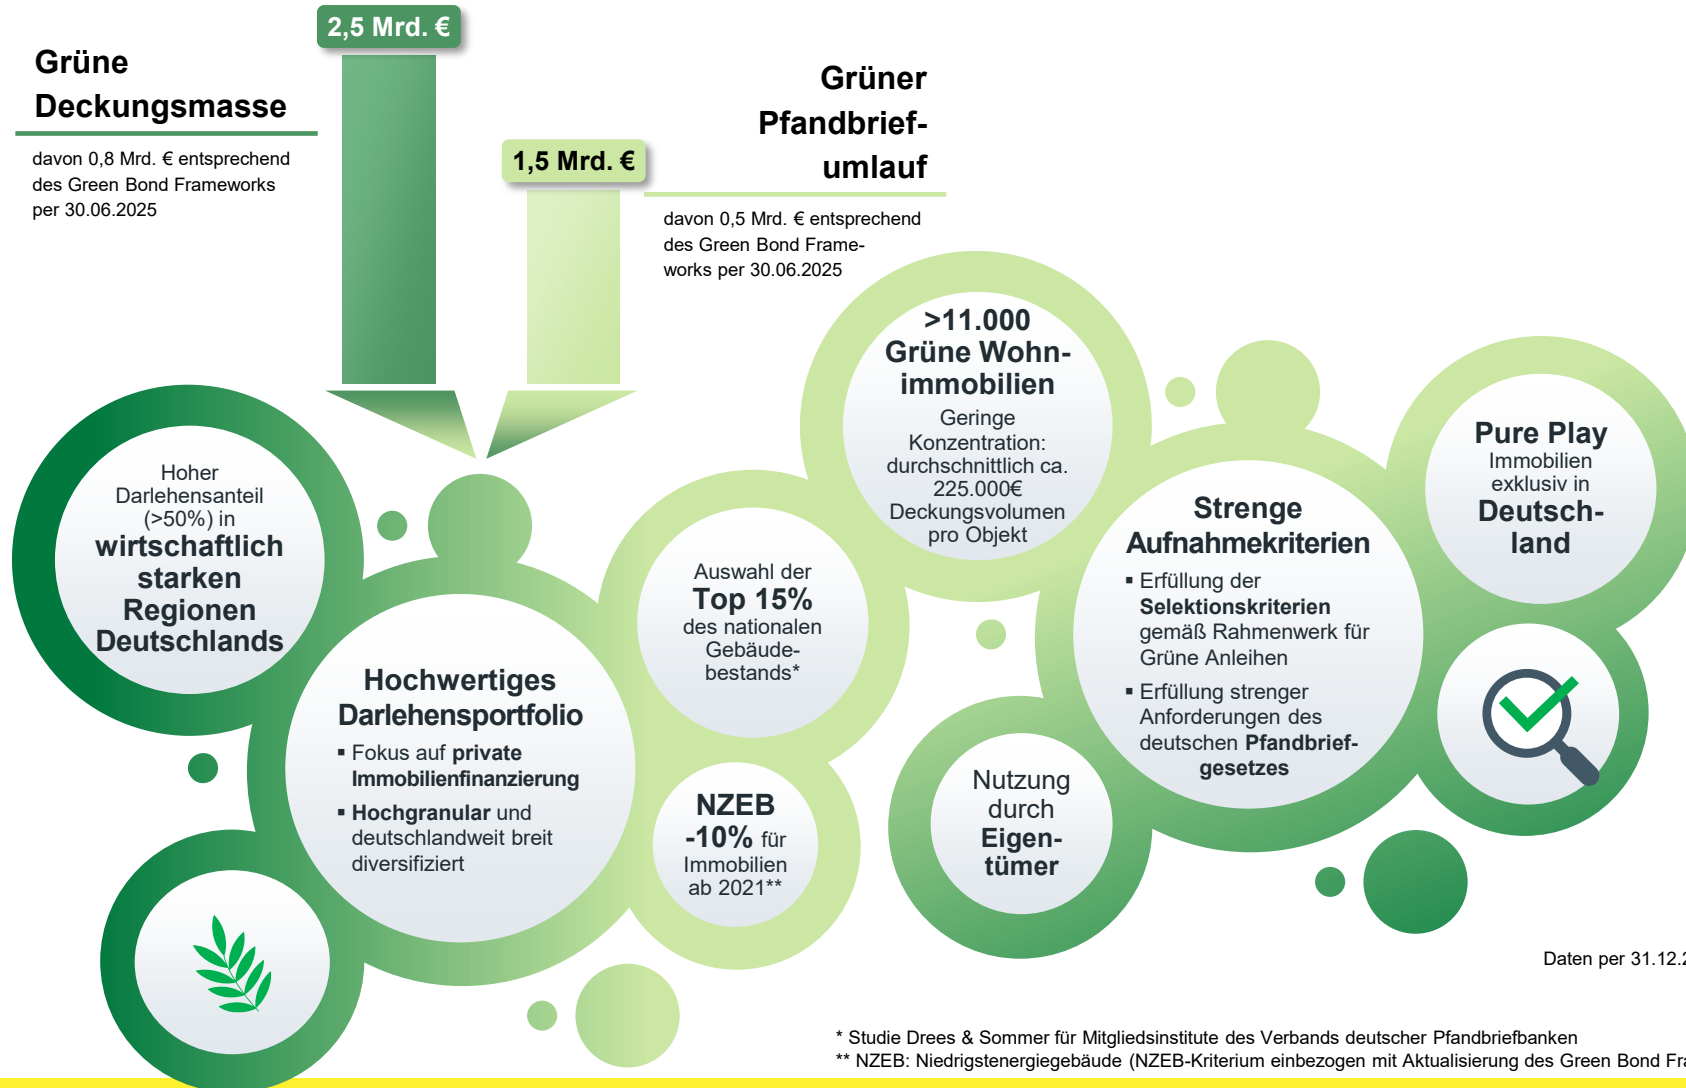 2,5 Mrd. €
Grüne
Deckungsmasse
davon 0,8 Mrd. € entsprechend
des Green Bond Frameworks
per 30.06.2025
1,5 Mrd. €
Grüner
Pfandbrief-
umlauf
davon 0,5 Mrd. € entsprechend
des Green Bond Frame-
works per 30.06.2025
Hoher
Darlehensanteil
(>50%) in
wirtschaftlich
starken
Regionen
Deutschlands
Hochwertiges
Darlehensportfolio
▪ Fokus auf private
Immobilienfinanzierung
▪ Hochgranular und
deutschlandweit breit
diversifiziert
Auswahl der
Top 15%
des nationalen
Gebäude-
bestands*
NZEB
-10% für
Immobilien
ab 2021**
>11.000
Grüne Wohn-
immobilien
Geringe
Konzentration:
durchschnittlich ca.
225.000€
Deckungsvolumen
pro Objekt
Nutzung
durch
Eigen-
tümer
Strenge
Aufnahmekriterien
▪ Erfüllung der
Selektionskriterien
gemäß Rahmenwerk für
Grüne Anleihen
▪ Erfüllung strenger
Anforderungen des
deutschen Pfandbrief-
gesetzes
Pure Play
Immobilien
exklusiv in
Deutsch-
land
Daten per 31.12.2
* Studie Drees & Sommer für Mitgliedsinstitute des Verbands deutscher Pfandbriefbanken
** NZEB: Niedrigstenergiegebäude (NZEB-Kriterium einbezogen mit Aktualisierung des Green Bond